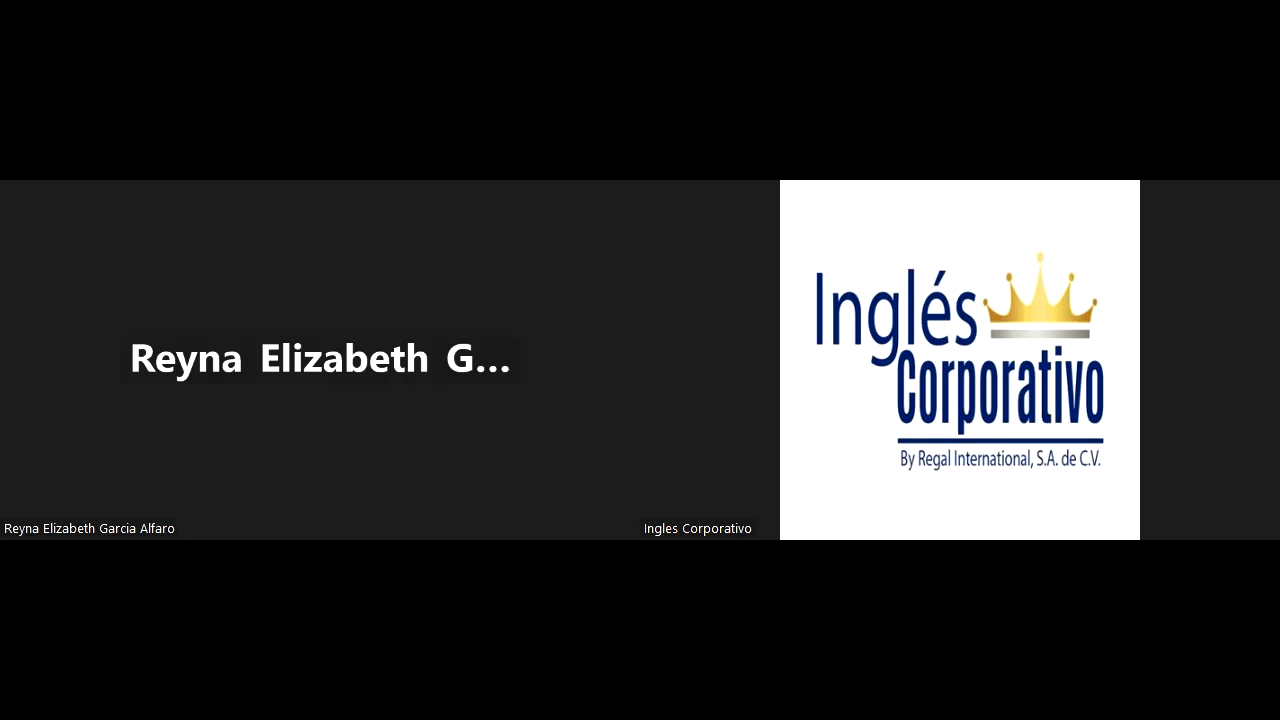 Reyna Elizabeth G...
Reyna Elizabeth Garcia Alfaro
Inglés
Corporativo
By Regal International, S.A. de C.V.
Ingles Corporativo